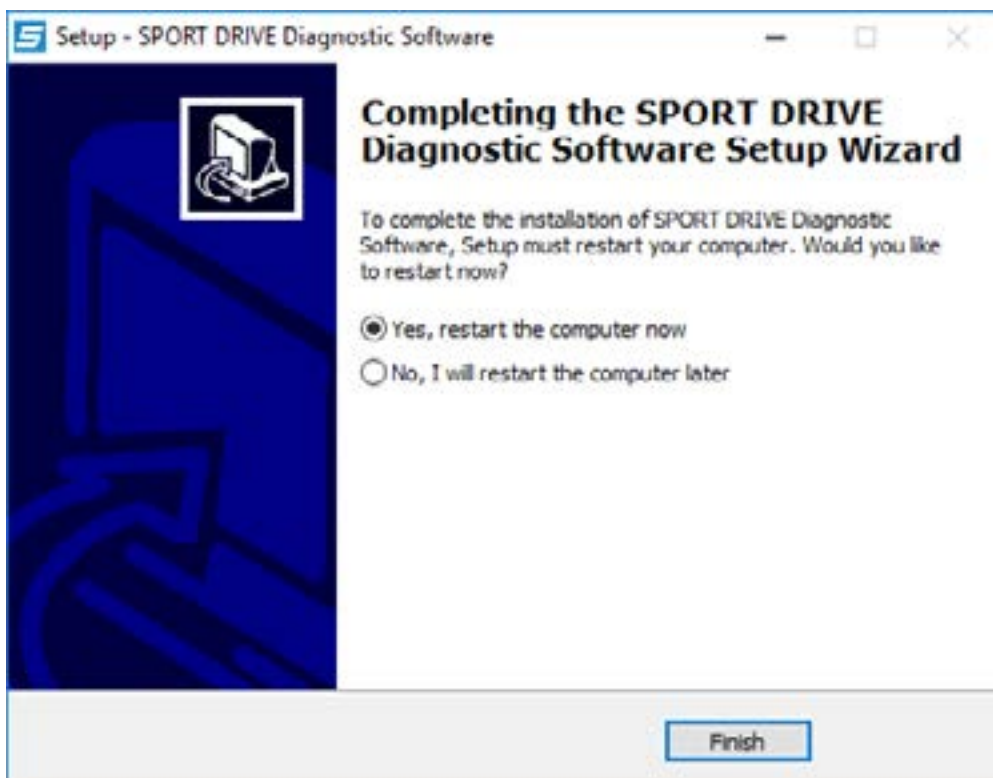 Setup - SPORT DRIVE Diagnostic Software
Completing the SPORT DRIVE
Diagnostic Software Setup Wizard
To complete the installation of SPORT DRIVE Diagnostic
Software, Setup must restart your computer. Would you like
to restart now?
Yes, restart the computer now
No, I will restart the computer later
Finish